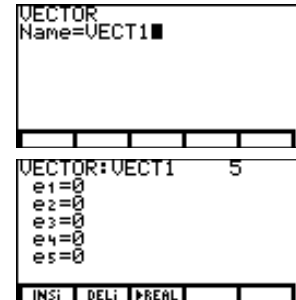 VECTOR
Name=VECT1
VECTOR:VECT1 5
e1=0
e2=0
e3=0
e4=0
e5=0
INSi DELi ▶REAL